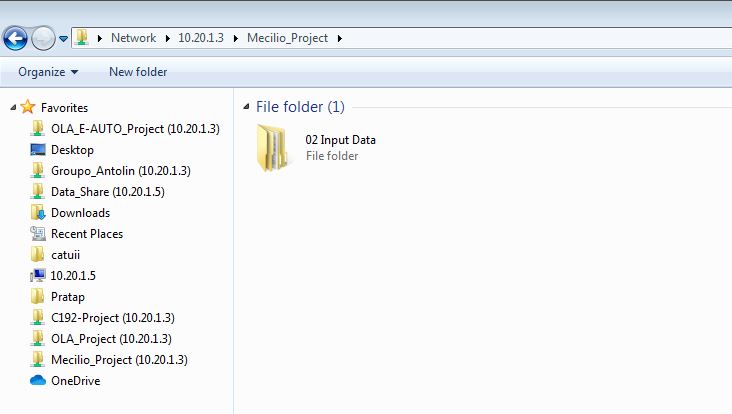 Network 10.20.1.3 Mecilio_Project
Organize New folder
Favorites
OLA_E-AUTO_Project (10.20.1.3)
Desktop
Groupo_Antolin (10.20.1.3)
Data_Share (10.20.1.5)
Downloads
Recent Places
catuii
10.20.1.5
Pratap
C192-Project (10.20.1.3)
OLA_Project (10.20.1.3)
Mecilio_Project (10.20.1.3)
OneDrive
File folder (1)
02 Input Data
File folder